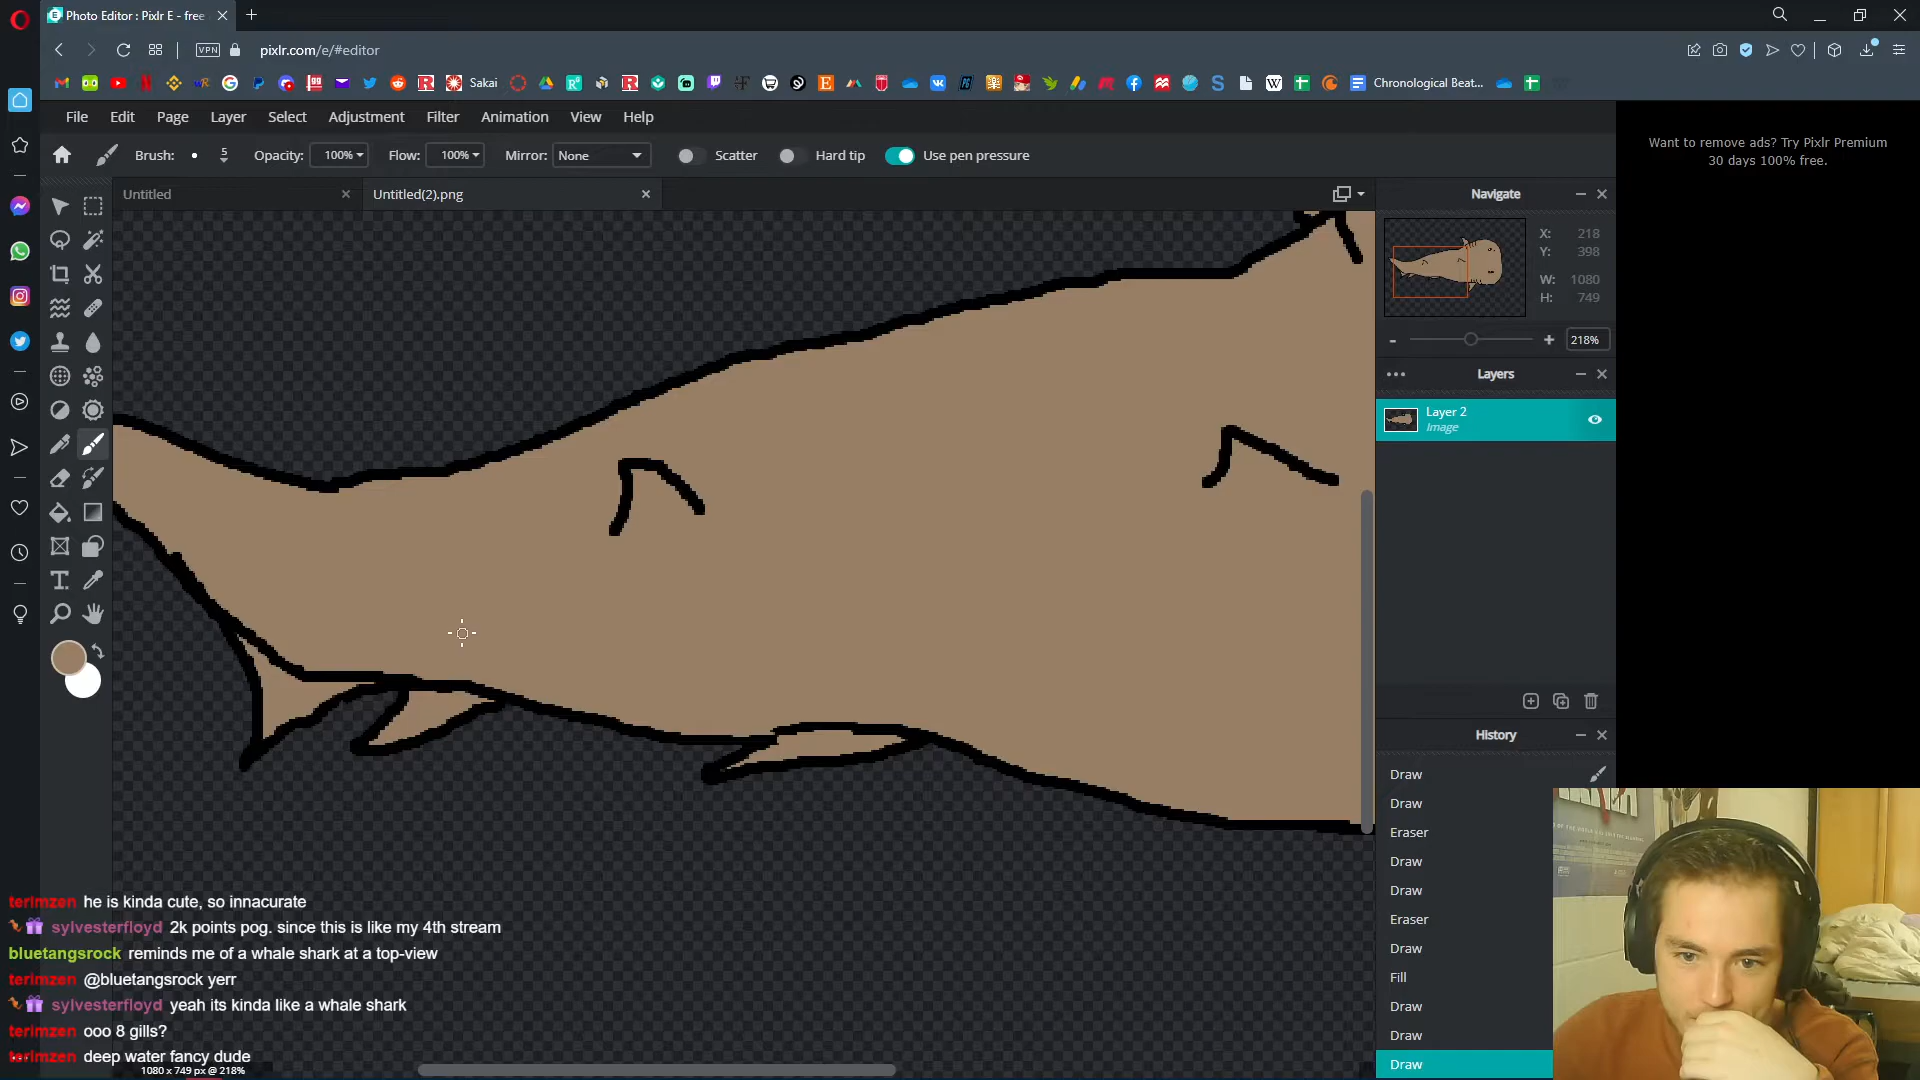 Photo Editor : Pixlr E - free
VPN
pixlr.com/e/#editor
Sakai
Chronological Beat...
File Edit Page Layer Select Adjustment Filter Animation View Help
Brush: 5 Opacity: 100% Flow: 100% Mirror: None Scatter Hard tip Use pen pressure
Untitled
Untitled(2).png
Want to remove ads? Try Pixlr Premium
30 days 100% free.
Navigate
X: 218
Y: 398
W: 1080
H: 749
218%
Layers
Layer 2
Image
History
Draw
Draw
Eraser
Draw
Draw
Eraser
Draw
Fill
Draw
Draw
Draw
terimzen he is kinda cute, so innacurate
sylvesterfloyd 2k points pog. since this is like my 4th stream
bluetangsrock reminds me of a whale shark at a top-view
terimzen @bluetangsrock yerr
sylvesterfloyd yeah its kinda like a whale shark
terimzen ooo 8 gills?
terimzen deep water fancy dude
1080 x 749 px @ 218%